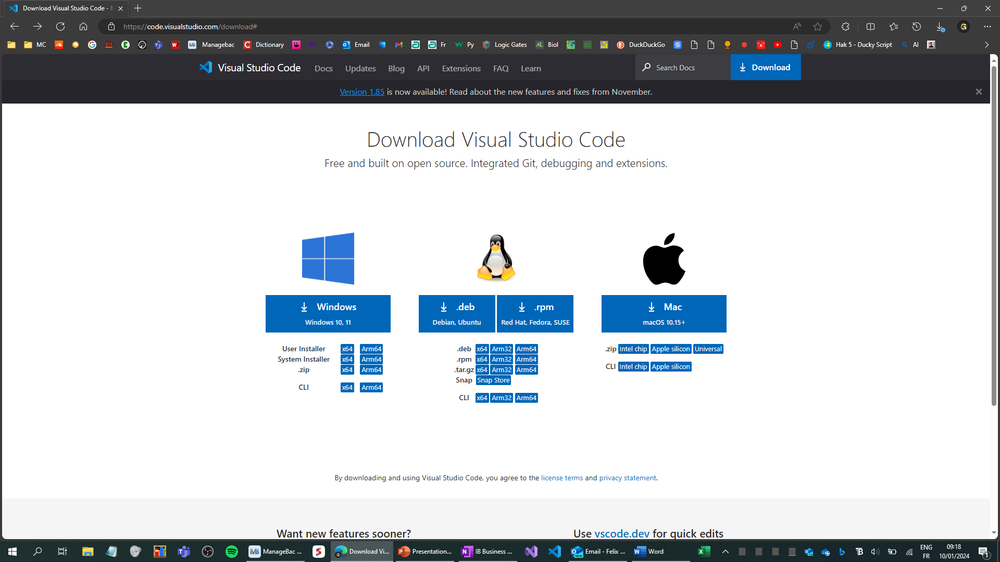 Download Visual Studio Code -
https://code.visualstudio.com/download#
MC
Managebac
Dictionary
Email
Fr
Py
Logic Gates
Biol
DuckDuckGo
Hak 5 - Ducky Script
AI
Visual Studio Code
Docs
Updates
Blog
API
Extensions
FAQ
Learn
Search Docs
Download
Version 1.85 is now available! Read about the new features and fixes from November.
Download Visual Studio Code
Free and built on open source. Integrated Git, debugging and extensions.
Windows
Windows 10, 11
User Installer x64 Arm64
System Installer x64 Arm64
.zip x64 Arm64
CLI x64 Arm64
.deb
Debian, Ubuntu
.rpm
Red Hat, Fedora, SUSE
.deb x64 Arm32 Arm64
.rpm x64 Arm32 Arm64
.tar.gz x64 Arm32 Arm64
Snap Snap Store
CLI x64 Arm32 Arm64
Mac
macOS 10.15+
.zip Intel chip Apple silicon Universal
CLI Intel chip Apple silicon
By downloading and using Visual Studio Code, you agree to the license terms and privacy statement.
Want new features sooner?
Use vscode.dev for quick edits
ManageBac ...
Download Vi...
Presentation...
IB Business ...
Email - Felix ...
Word
ENG
FR
09:18
10/01/2024
1